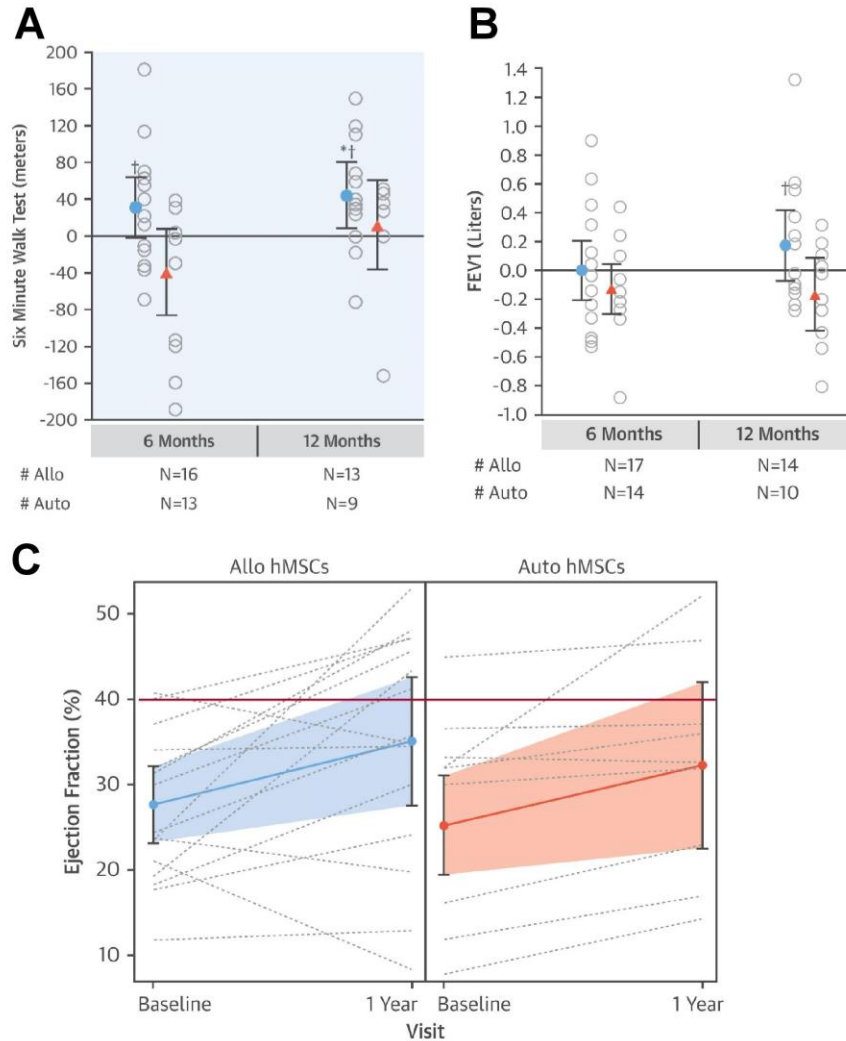 A
200
160
120
80
40
0
-40
-80
-120
-160
-200
Six Minute Walk Test (meters)
†
*†
6 Months
12 Months
# Allo
N=16
N=13
# Auto
N=13
N=9
B
1.4
1.2
1.0
0.8
0.6
0.4
0.2
0.0
-0.2
-0.4
-0.6
-0.8
-1.0
FEV1 (Liters)
†
6 Months
12 Months
# Allo
N=17
N=14
# Auto
N=14
N=10
C
Allo hMSCs
Auto hMSCs
50
40
30
20
10
Ejection Fraction (%)
Baseline
1 Year
Baseline
1 Year
Visit